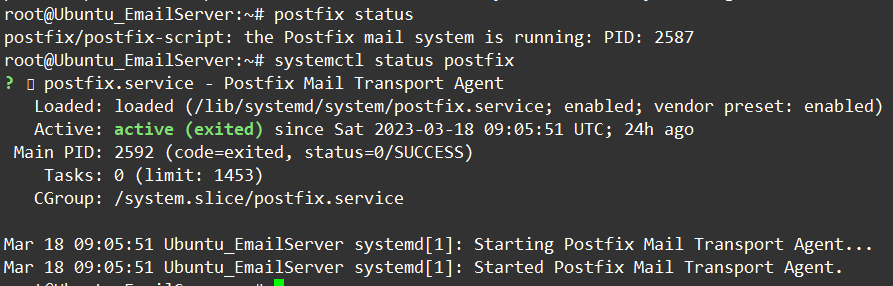 root@Ubuntu_EmailServer:~# postfix status
postfix/postfix-script: the Postfix mail system is running: PID: 2587
root@Ubuntu_EmailServer:~# systemctl status postfix
? ▯ postfix.service - Postfix Mail Transport Agent
Loaded: loaded (/lib/systemd/system/postfix.service; enabled; vendor preset: enabled)
Active: active (exited) since Sat 2023-03-18 09:05:51 UTC; 24h ago
Main PID: 2592 (code=exited, status=0/SUCCESS)
Tasks: 0 (limit: 1453)
CGroup: /system.slice/postfix.service
Mar 18 09:05:51 Ubuntu_EmailServer systemd[1]: Starting Postfix Mail Transport Agent...
Mar 18 09:05:51 Ubuntu_EmailServer systemd[1]: Started Postfix Mail Transport Agent.
root@Ubuntu_EmailServer:~#